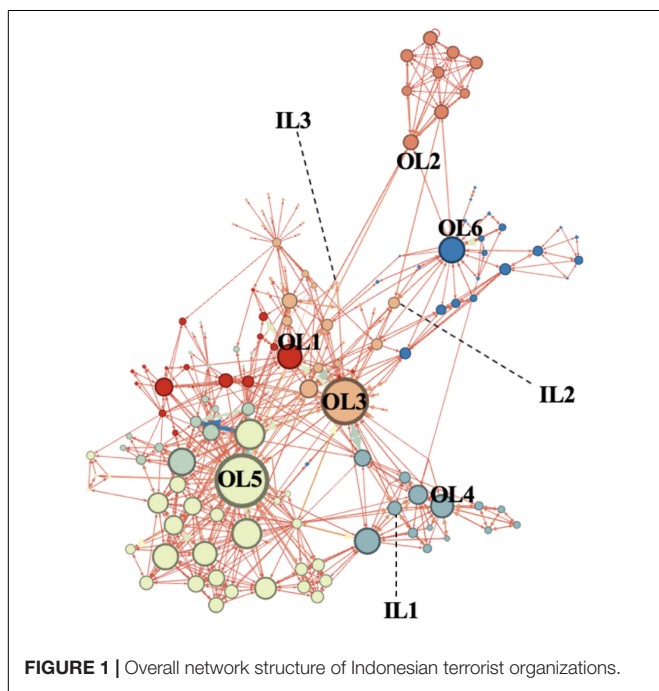 IL3
OL2
OL6
OL1
IL2
OL3
OL5
OL4
IL1
FIGURE 1 | Overall network structure of Indonesian terrorist organizations.